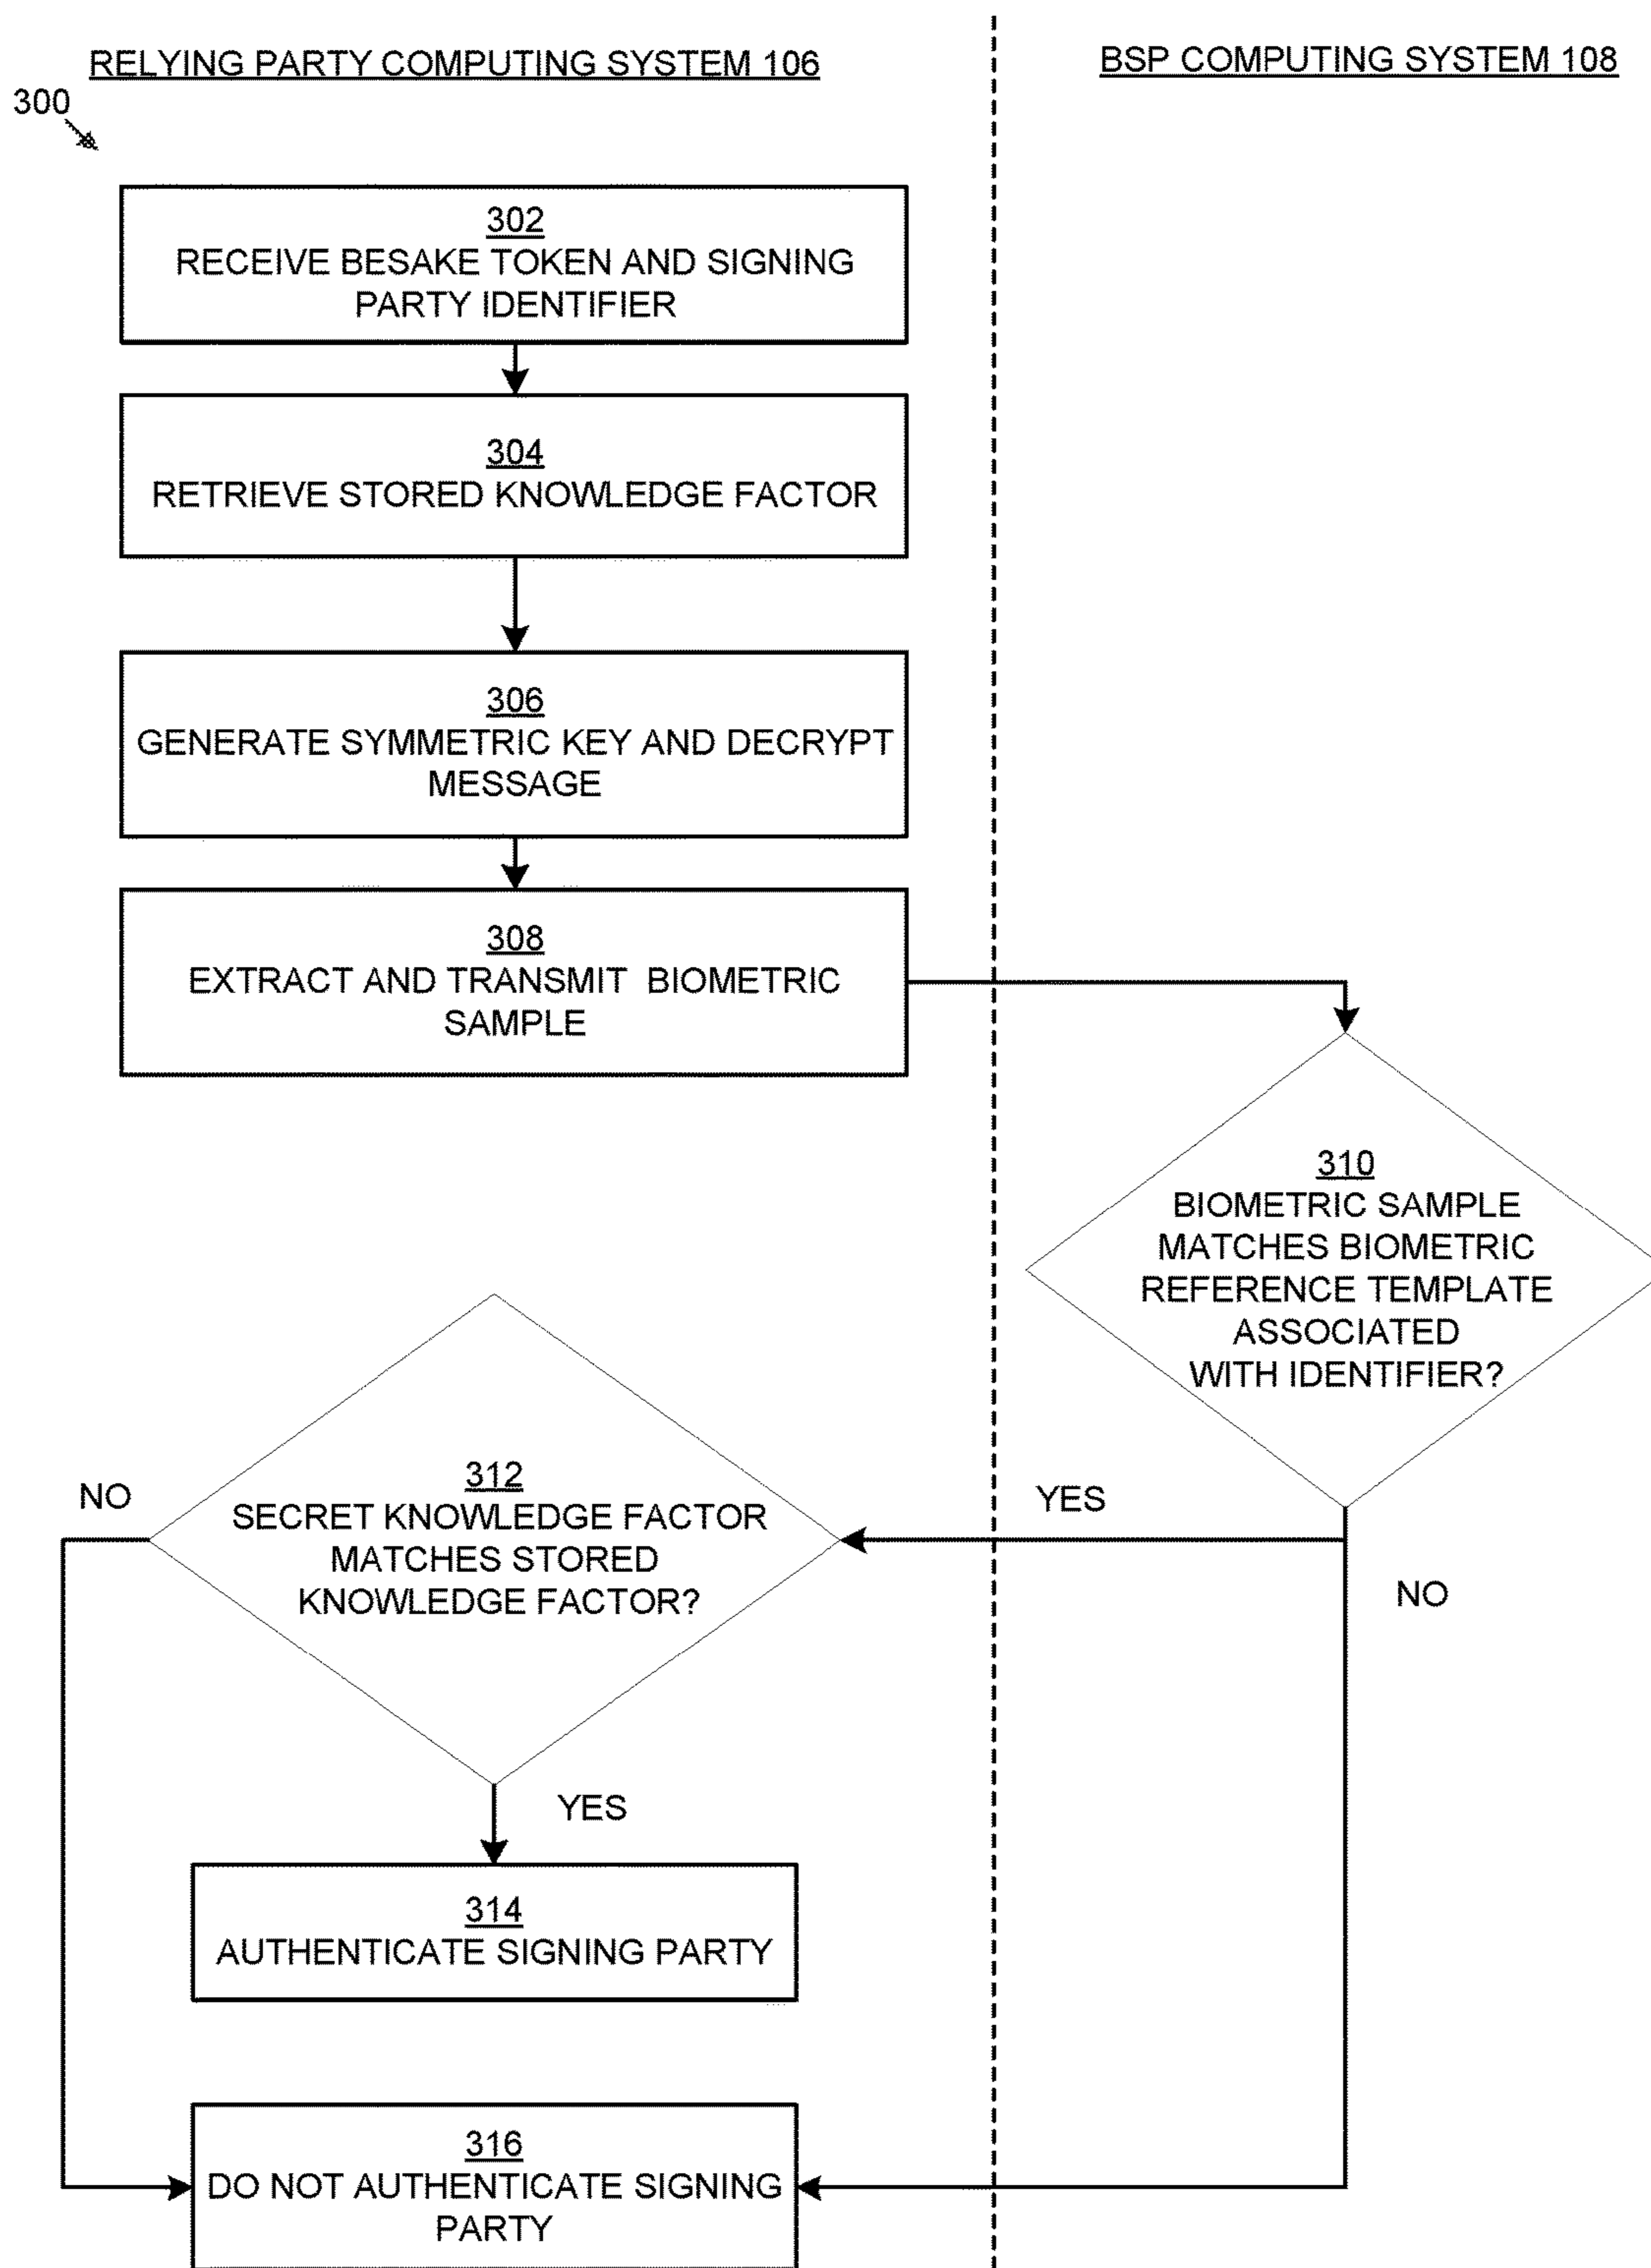 RELYING PARTY COMPUTING SYSTEM 106
BSP COMPUTING SYSTEM 108
300
302
RECEIVE BESAKE TOKEN AND SIGNING
PARTY IDENTIFIER
304
RETRIEVE STORED KNOWLEDGE FACTOR
306
GENERATE SYMMETRIC KEY AND DECRYPT
MESSAGE
308
EXTRACT AND TRANSMIT BIOMETRIC
SAMPLE
310
BIOMETRIC SAMPLE
MATCHES BIOMETRIC
REFERENCE TEMPLATE
ASSOCIATED
WITH IDENTIFIER?
YES
NO
312
SECRET KNOWLEDGE FACTOR
MATCHES STORED
KNOWLEDGE FACTOR?
NO
YES
314
AUTHENTICATE SIGNING PARTY
316
DO NOT AUTHENTICATE SIGNING
PARTY